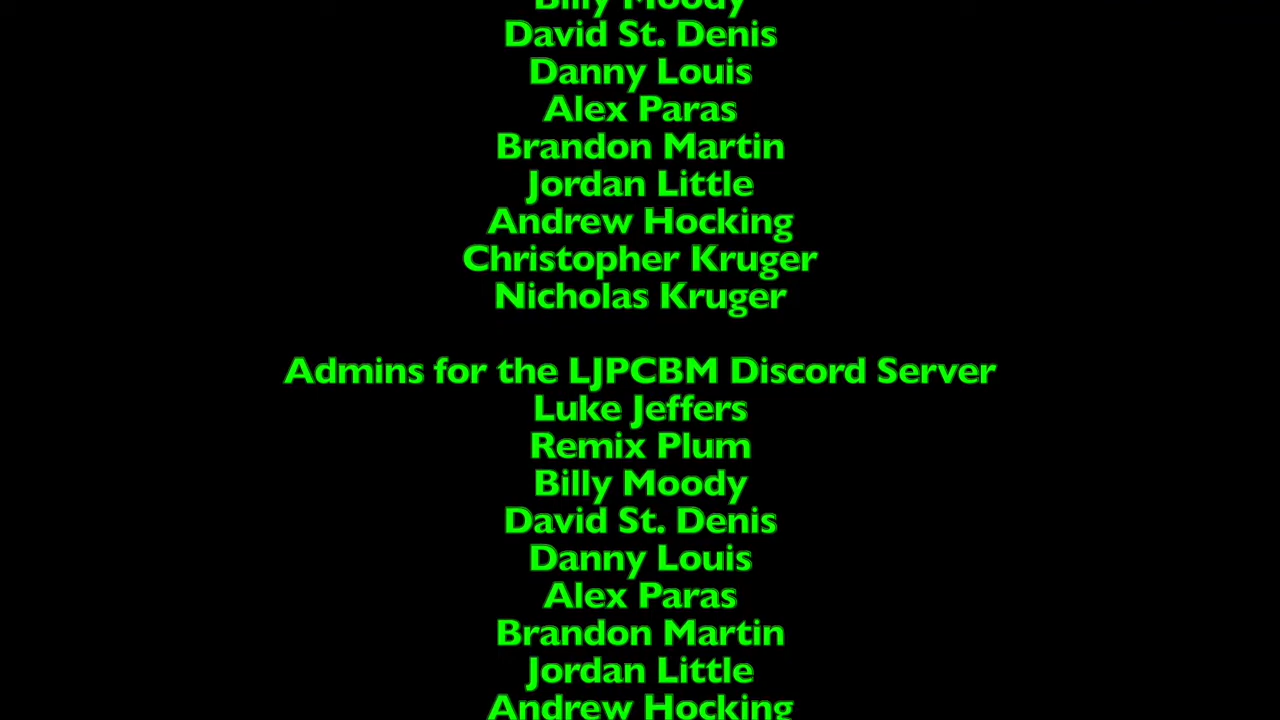 Billy Moody
David St. Denis
Danny Louis
Alex Paras
Brandon Martin
Jordan Little
Andrew Hocking
Christopher Kruger
Nicholas Kruger
Admins for the LJPCBM Discord Server
Luke Jeffers
Remix Plum
Billy Moody
David St. Denis
Danny Louis
Alex Paras
Brandon Martin
Jordan Little
Andrew Hocking